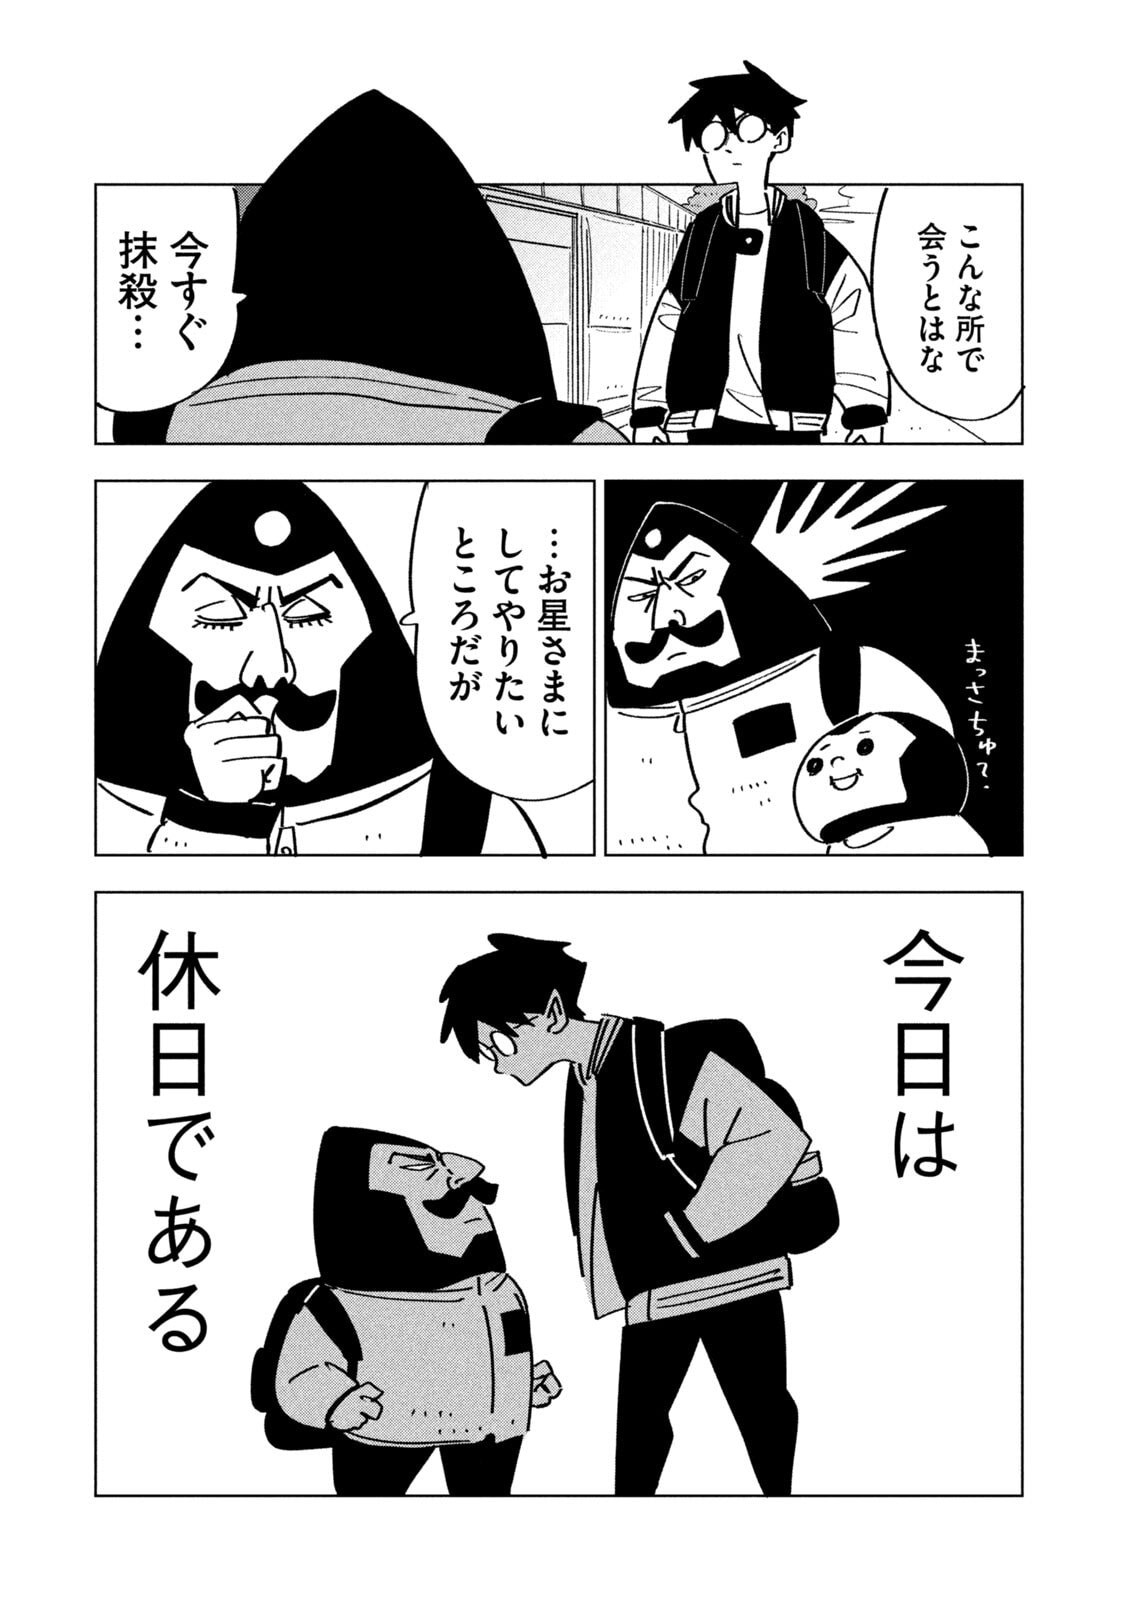 こんな所で
会うとはな
今すぐ
抹殺…
まっさちゅ?
…お星さまに
してやりたい
ところだが
今日は
休日である